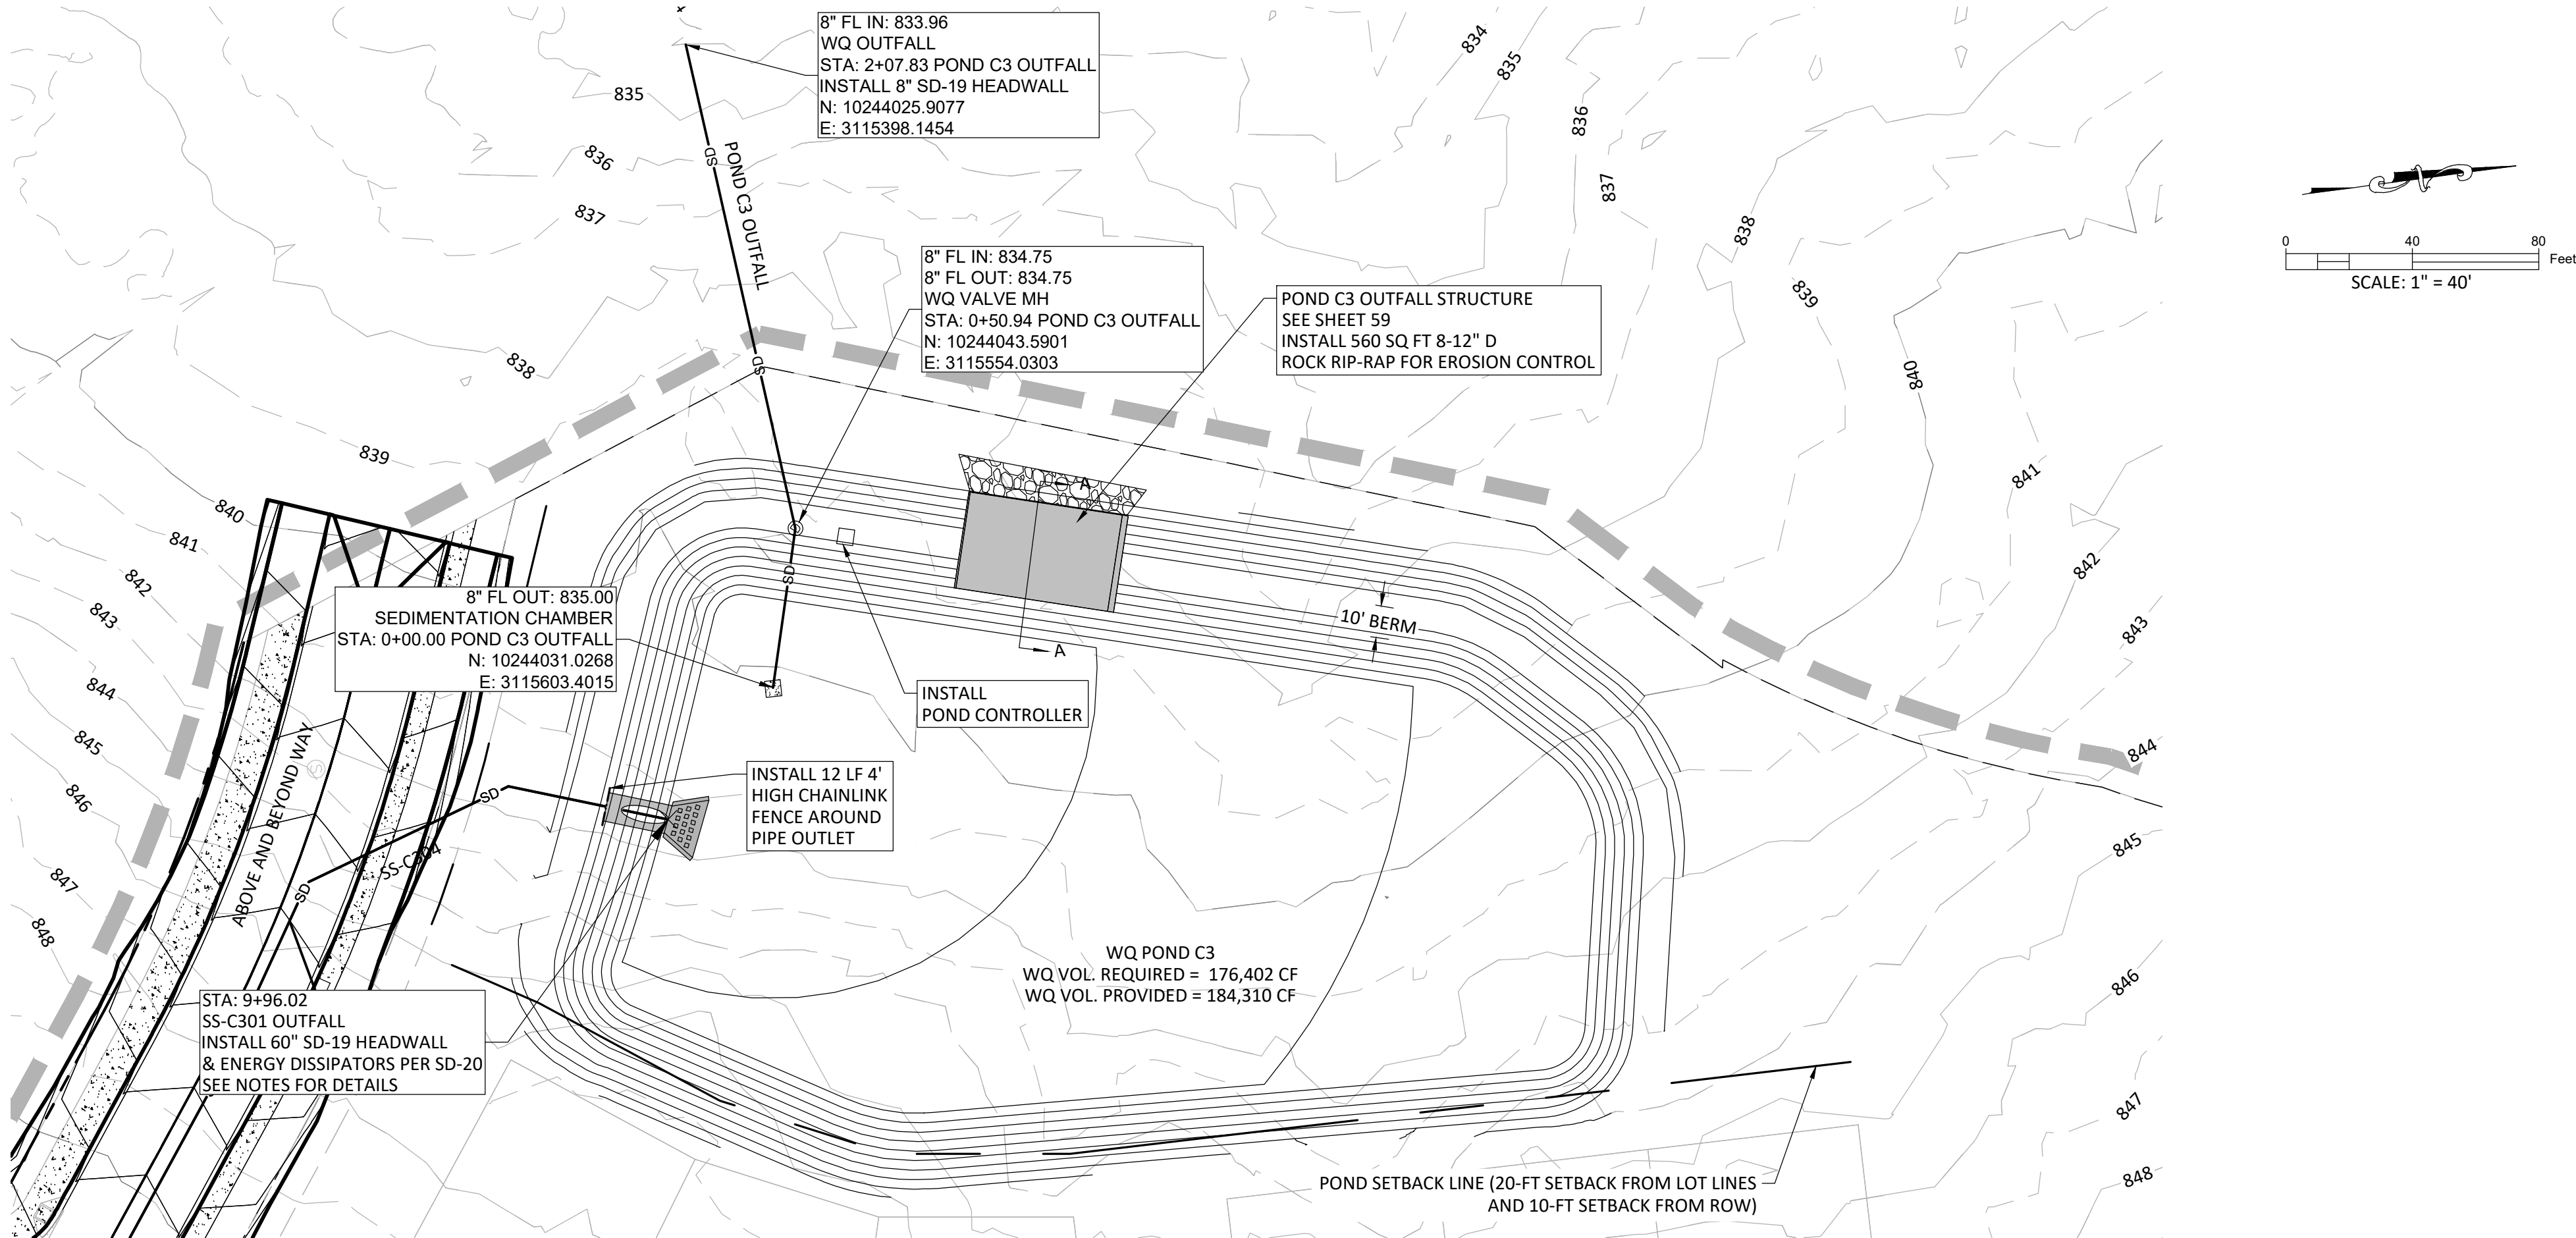 8" FL IN: 833.96
WQ OUTFALL
STA: 2+07.83 POND C3 OUTFALL
INSTALL 8" SD-19 HEADWALL
N: 10244025.9077
E: 3115398.1454
834
835
835
836
836
837
837
838
838
839
839
840
840
841
841
842
842
843
843
844
844
845
845
846
846
847
847
848
848
SD
POND C3 OUTFALL
SD
0
40
80
Feet
SCALE: 1" = 40'
8" FL IN: 834.75
8" FL OUT: 834.75
WQ VALVE MH
STA: 0+50.94 POND C3 OUTFALL
N: 10244043.5901
E: 3115554.0303
POND C3 OUTFALL STRUCTURE
SEE SHEET 59
INSTALL 560 SQ FT 8-12" D
ROCK RIP-RAP FOR EROSION CONTROL
A
SD
8" FL OUT: 835.00
SEDIMENTATION CHAMBER
STA: 0+00.00 POND C3 OUTFALL
N: 10244031.0268
E: 3115603.4015
10' BERM
A
INSTALL
POND CONTROLLER
INSTALL 12 LF 4'
HIGH CHAINLINK
FENCE AROUND
PIPE OUTLET
SD
SS-C304
SD
S
ABOVE AND BEYOND WAY
WQ POND C3
WQ VOL. REQUIRED = 176,402 CF
WQ VOL. PROVIDED = 184,310 CF
STA: 9+96.02
SS-C301 OUTFALL
INSTALL 60" SD-19 HEADWALL
& ENERGY DISSIPATORS PER SD-20
SEE NOTES FOR DETAILS
POND SETBACK LINE (20-FT SETBACK FROM LOT LINES
AND 10-FT SETBACK FROM ROW)